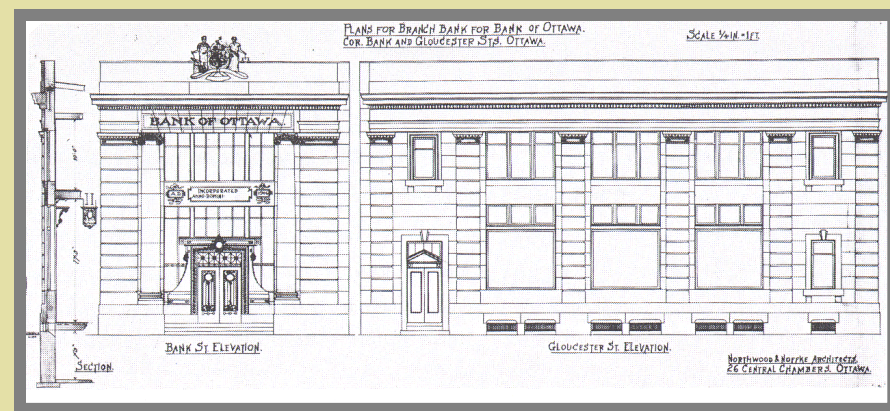 PLANS FOR BRANCH BANK FOR BANK OF OTTAWA.
COR. BANK AND GLOUCESTER STS. OTTAWA.
SCALE 1/4 IN. = 1 FT.
BANK OF OTTAWA.
INCORPORATED
ANNO DOMINI
BANK ST. ELEVATION.
GLOUCESTER ST. ELEVATION.
SECTION.
NORTHWOOD & NOFFKE ARCHITECTS.
26 CENTRAL CHAMBERS. OTTAWA.